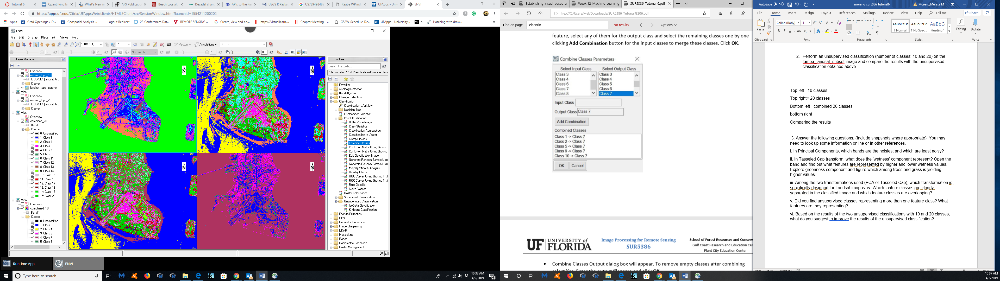 Tutorial 6
Quantifying la
What's New in
AFS Publicatio
Beach Loss alo
Decadal chang
APIs to the Re
USGS R Packa
US7894984B2
Raabe WP.indd
UFApps - Univ
ENVI
https://apps.ufl.edu/Citrix/UFAppsWeb/clients/HTML5Client/src/SessionWindow.html?launchid=1554211200202
Apps
Grad Openings » D...
Geospatial Analysis ...
Logout Redirect
23 Conferences Dat...
REMOTE SENSING ...
Create, view and ed...
https://virtuallearn...
Chapter Meeting – ...
GSAW-Schedule-De...
UFApps - University...
a
Hatching with draw...
ENVI
File Edit Display Placemarks Views Help
100% (1:1)
0°
Vectors
Annotations
Go To
50
20
No stretch
10
0
Layer Manager
Overview
moreno_tcpc_10
ISODATA (landsat_tcps_
Classes
landsat_tcps_moreno
View
Overview
moreno_tcpc_20
ISODATA (landsat_tcps_
Classes
View
Overview
combined_20
Band 1
Classes
0: Unclassified
1: Class 3
2: Class 4
3: Class 6
4: Class 7
5: Class 8
6: Class 11
7: Class 12
8: Class 13
9: Class 14
10: Class 15
11: Class 16
12: Class 17
13: Class 18
14: Class 19
15: Class 20
View
Overview
combhined_10
Band 1
Classes
0: Unclassified
1: Class 3
2: Class 4
3: Class 6
4: Class 7
5: Class 8
N
N
N
N
Toolbox
Search the toolbox
/Classification/Post Classification/Combine Class
Favorites
Anomaly Detection
Band Algebra
Change Detection
Classification
Classification Workflow
Decision Tree
Endmember Collection
Post Classification
Buffer Zone Image
Class Statistics
Classification Aggregation
Classification to Vector
Clump Classes
Combine Classes
Confusion Matrix Using Ground
Confusion Matrix Using Ground
Edit Classification Image
Generate Random Sample Usin
Generate Random Sample Usin
Majority/Minority Analysis
Overlay Classes
ROC Curves Using Ground Trut
ROC Curves Using Ground Trut
Rule Classifier
Sieve Classes
Raster Color Slices
Supervised Classification
Unsupervised Classification
IsoData Classification
K-Means Classification
Feature Extraction
Filter
Geometric Correction
Image Sharpening
LiDAR
Mosaicking
Radar
Radiometric Correction
Raster Management
Runtime App
ENVI
Type here to search
10:37 AM
4/2/2019
21
Establishing_visual_based_a
Week 12_Machine_Learning
SUR5386_Tutorial 6.pdf
file:///C:/Users/Mel/Downloads/SUR5386_Tutorial%206.pdf
Find on page
eleanrin
No results
Options
feature, select any of them for the output class and select the remaining classes one by one
clicking Add Combination button for the input classes to merge these classes. Click OK.
Combine Classes Parameters
Select Input Class
Class 3
Class 4
Class 6
Class 7
Class 8
Select Output Class
Class 3
Class 4
Class 5
Class 6
Class 7
Input Class
Output Class Class 7
Add Combination
Combined Classes
Class 1 -> Class 7
Class 2 -> Class 7
Class 5 -> Class 7
Class 9 -> Class 7
Class 10 -> Class 7
OK Cancel
UF UNIVERSITY of FLORIDA
Image Processing for Remote Sensing
SUR5386
School of Forest Resources and Conserv
Gulf Coast Research and Education Ce
Plant City Education Center
• Combine Classes Output dialog box will appear. To remove empty classes after combining
AutoSave Off
moreno_sur5386_tutorial6
Moreno,Melissa M
File Home Insert Design Layout References Mailings Review View Help Tell me
Share
Paste
Calibri (Body) 11
B I U ab x₂ x²
AaBbCcDc AaBbCcDc AaBbCc
¶ Normal ¶ No Spac... Heading 1
Editing
Dictate
Clipboard Font Paragraph Styles Voice
2. Perform an unsupervised classification (number of classes: 10 and 20) on the
tampa_landsat_subset image and compare the results with the unsupervised
classification obtained above.
Top left= 10 classes
Top right= 20 classes
Bottom left= combined 20 classes
bottom right
Comparing the results
3. Answer the following questions: (Include snapshots where appropriate). You may
need to look up some information online or in other references.
i. In Principal Components, which bands are the noisiest and which are least noisy?
ii. In Tasseled Cap transform, what does the 'wetness' component represent? Open the
band and find out what features are represented by higher and lower wetness values.
Explore greenness component and figure which among trees and grass is yielding
higher values.
iii. Among the two transformations used (PCA or Tasseled Cap), which transformation is
specifically designed for Landsat images. iv. Which feature classes are clearly
separated in the classified image and which feature classes are overlapping?
v. Did you find unsupervised classes representing more than one feature class? What
features are they representing?
vi. Based on the results of the two unsupervised classifications with 10 and 20 classes,
what do you suggest to improve the results of the unsupervised classification?
10:37 AM
4/2/2019